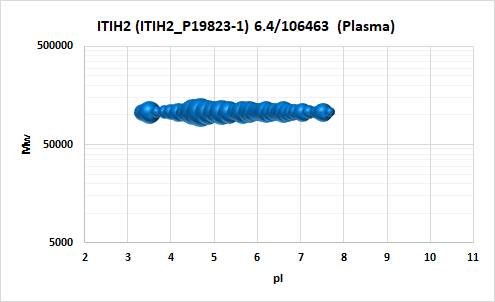 ITIH2 (ITIH2_P19823-1) 6.4/106463 (Plasma)
500000
50000
5000
Mw
2 3 4 5 6 7 8 9 10 11
pI